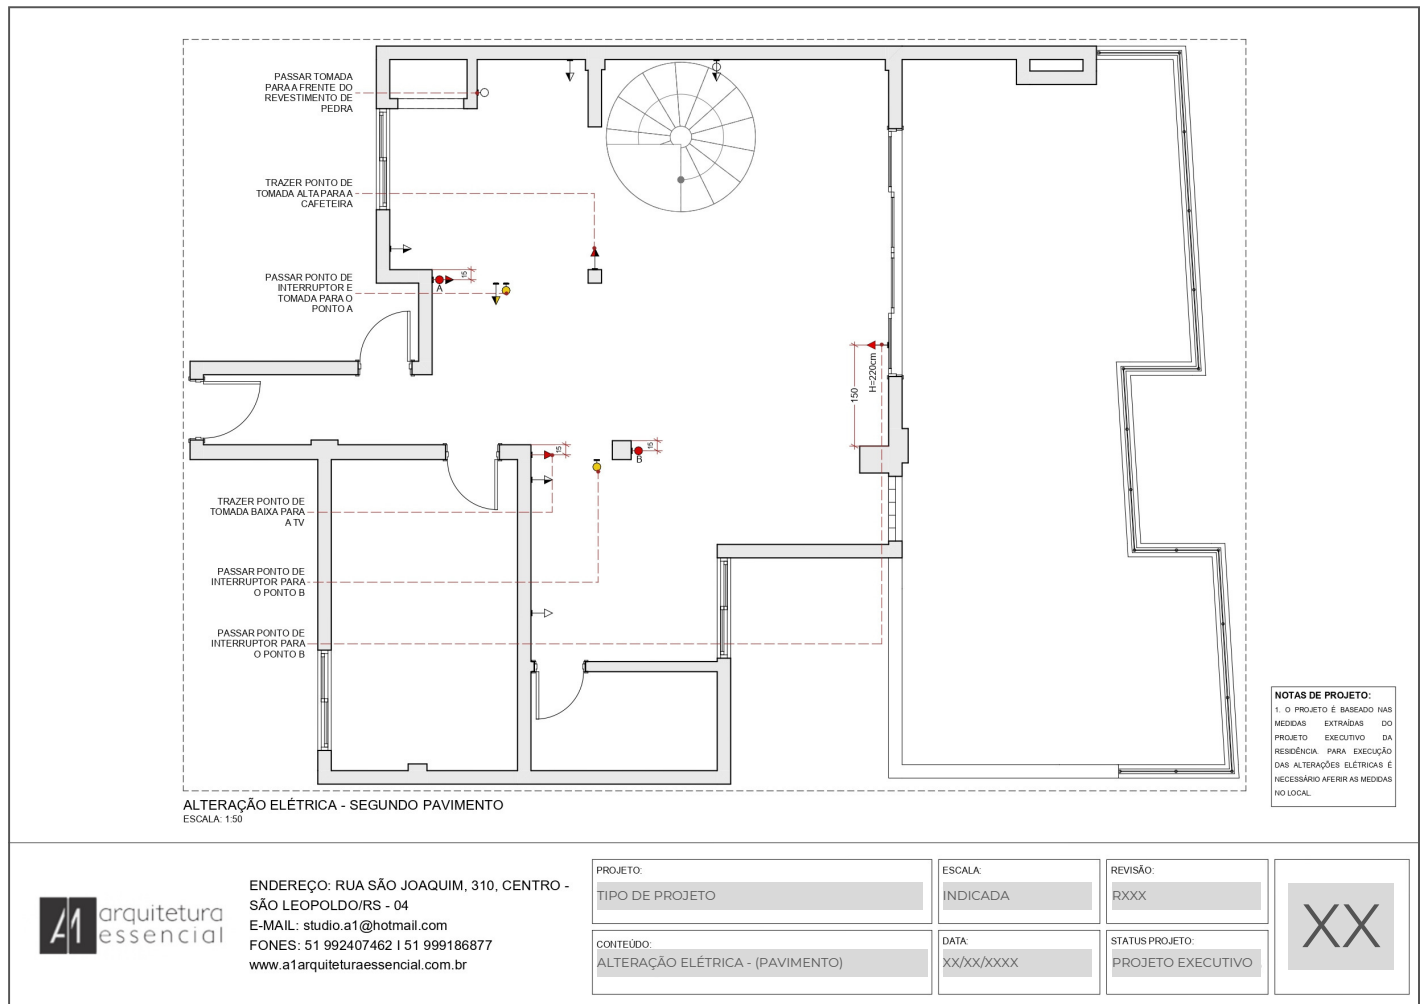 PASSAR TOMADA
PARA A FRENTE DO
REVESTIMENTO DE
PEDRA
TRAZER PONTO DE
TOMADA ALTA PARA A
CAFETEIRA
PASSAR PONTO DE
INTERRUPTOR E
TOMADA PARA O
PONTO A
A
15
H=220cm
150
15
15
B
TRAZER PONTO DE
TOMADA BAIXA PARA
A TV
PASSAR PONTO DE
INTERRUPTOR PARA
O PONTO B
PASSAR PONTO DE
INTERRUPTOR PARA
O PONTO B
NOTAS DE PROJETO:
1. O PROJETO É BASEADO NAS
MEDIDAS EXTRAÍDAS DO
PROJETO EXECUTIVO DA
RESIDÊNCIA. PARA EXECUÇÃO
DAS ALTERAÇÕES ELÉTRICAS É
NECESSÁRIO AFERIR AS MEDIDAS
NO LOCAL.
ALTERAÇÃO ELÉTRICA - SEGUNDO PAVIMENTO
ESCALA: 1:50
A1 arquitetura
essencial
ENDEREÇO: RUA SÃO JOAQUIM, 310, CENTRO -
SÃO LEOPOLDO/RS - 04
E-MAIL: studio.a1@hotmail.com
FONES: 51 992407462 I 51 999186877
www.a1arquiteturaessencial.com.br
PROJETO:
TIPO DE PROJETO
ESCALA:
INDICADA
REVISÃO:
RXXX
CONTEÚDO:
ALTERAÇÃO ELÉTRICA - (PAVIMENTO)
DATA:
XX/XX/XXXX
STATUS PROJETO:
PROJETO EXECUTIVO
XX